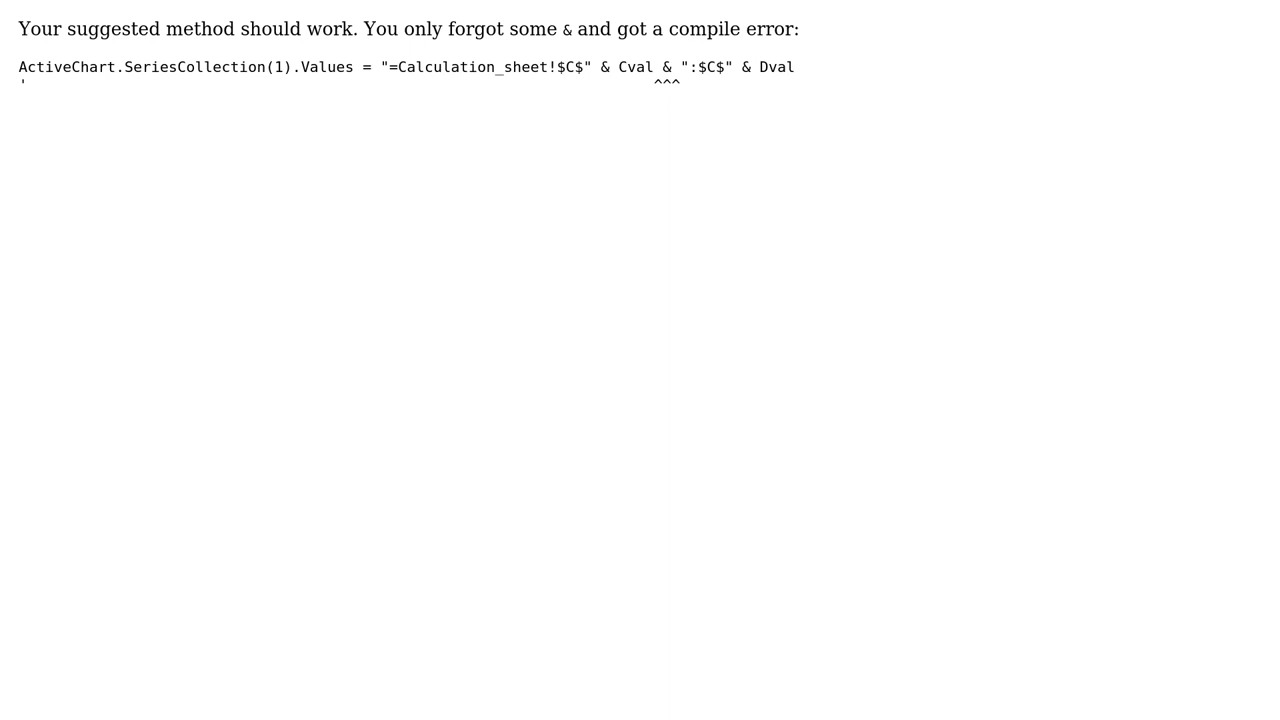 Your suggested method should work. You only forgot some & and got a compile error:
ActiveChart.SeriesCollection(1).Values = "=Calculation_sheet!$C$" & Cval & ":$C$" & Dval
'                                                                       ^^^